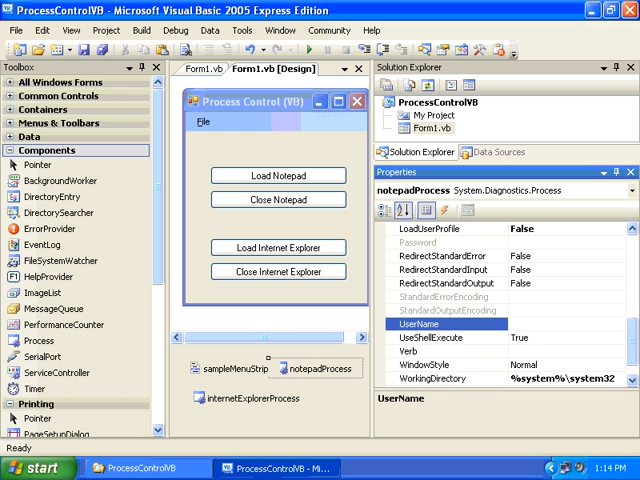 ProcessControlVB - Microsoft Visual Basic 2005 Express Edition
File Edit View Project Build Debug Data Tools Window Community Help
Toolbox
All Windows Forms
Common Controls
Containers
Menus & Toolbars
Data
Components
Pointer
BackgroundWorker
DirectoryEntry
DirectorySearcher
ErrorProvider
EventLog
FileSystemWatcher
HelpProvider
ImageList
MessageQueue
PerformanceCounter
Process
SerialPort
ServiceController
Timer
Printing
Pointer
PageSetupDialog
Form1.vb Form1.vb [Design]
Process Control (VB)
File
Load Notepad
Close Notepad
Load Internet Explorer
Close Internet Explorer
sampleMenuStrip notepadProcess
internetExplorerProcess
Solution Explorer
ProcessControlVB
My Project
Form1.vb
Solution Explorer Data Sources
Properties
notepadProcess System.Diagnostics.Process
LoadUserProfile False
Password
RedirectStandardError False
RedirectStandardInput False
RedirectStandardOutput False
StandardErrorEncoding
StandardOutputEncoding
UserName
UseShellExecute True
Verb
WindowStyle Normal
WorkingDirectory %system%\system32
UserName
Ready
start ProcessControlVB ProcessControlVB - Mi... 1:14 PM